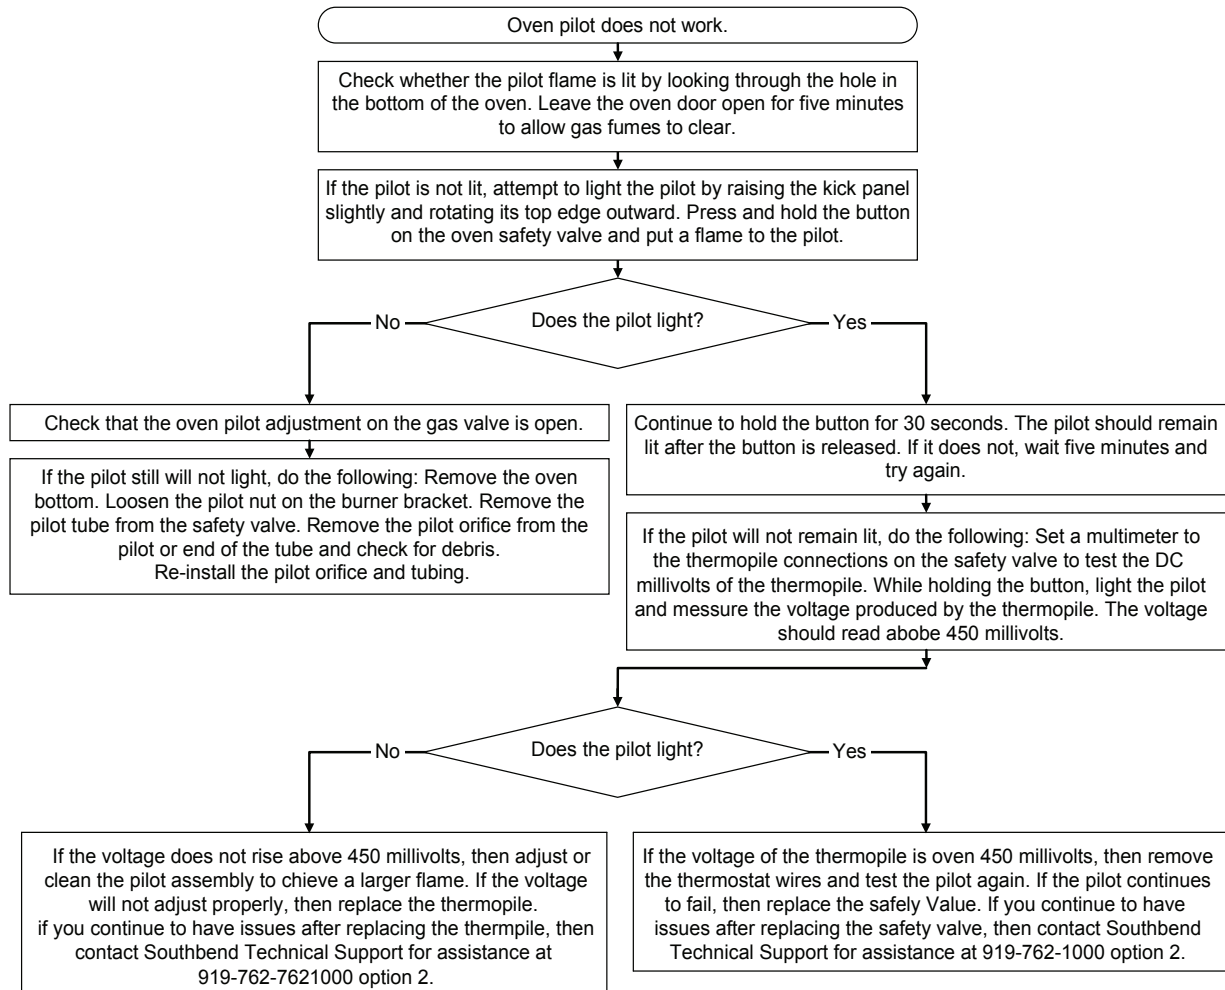 Oven pilot does not work.
Check whether the pilot flame is lit by looking through the hole in
the bottom of the oven. Leave the oven door open for five minutes
to allow gas fumes to clear.
If the pilot is not lit, attempt to light the pilot by raising the kick panel
slightly and rotating its top edge outward. Press and hold the button
on the oven safety valve and put a flame to the pilot.
Does the pilot light?
No
Yes
Check that the oven pilot adjustment on the gas valve is open.
If the pilot still will not light, do the following: Remove the oven
bottom. Loosen the pilot nut on the burner bracket. Remove the
pilot tube from the safety valve. Remove the pilot orifice from the
pilot or end of the tube and check for debris.
Re-install the pilot orifice and tubing.
Continue to hold the button for 30 seconds. The pilot should remain
lit after the button is released. If it does not, wait five minutes and
try again.
If the pilot will not remain lit, do the following: Set a multimeter to
the thermopile connections on the safety valve to test the DC
millivolts of the thermopile. While holding the button, light the pilot
and messure the voltage produced by the thermopile. The voltage
should read abobe 450 millivolts.
Does the pilot light?
No
Yes
If the voltage does not rise above 450 millivolts, then adjust or
clean the pilot assembly to chieve a larger flame. If the voltage
will not adjust properly, then replace the thermopile.
if you continue to have issues after replacing the thermpile, then
contact Southbend Technical Support for assistance at
919-762-7621000 option 2.
If the voltage of the thermopile is oven 450 millivolts, then remove
the thermostat wires and test the pilot again. If the pilot continues
to fail, then replace the safely Value. If you continue to have
issues after replacing the safety valve, then contact Southbend
Technical Support for assistance at 919-762-1000 option 2.